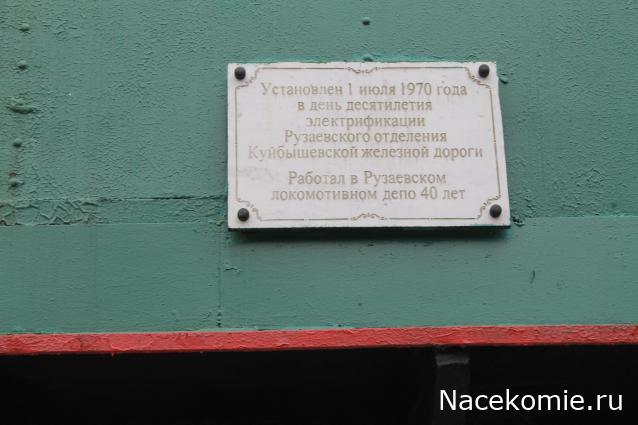 Установлен 1 июля 1970 года
в день десятилетия
электрификации
Рузаевского отделения
Куйбышевской железной дороги
Работал в Рузаевском
локомотивном депо 40 лет
Nacekomie.ru